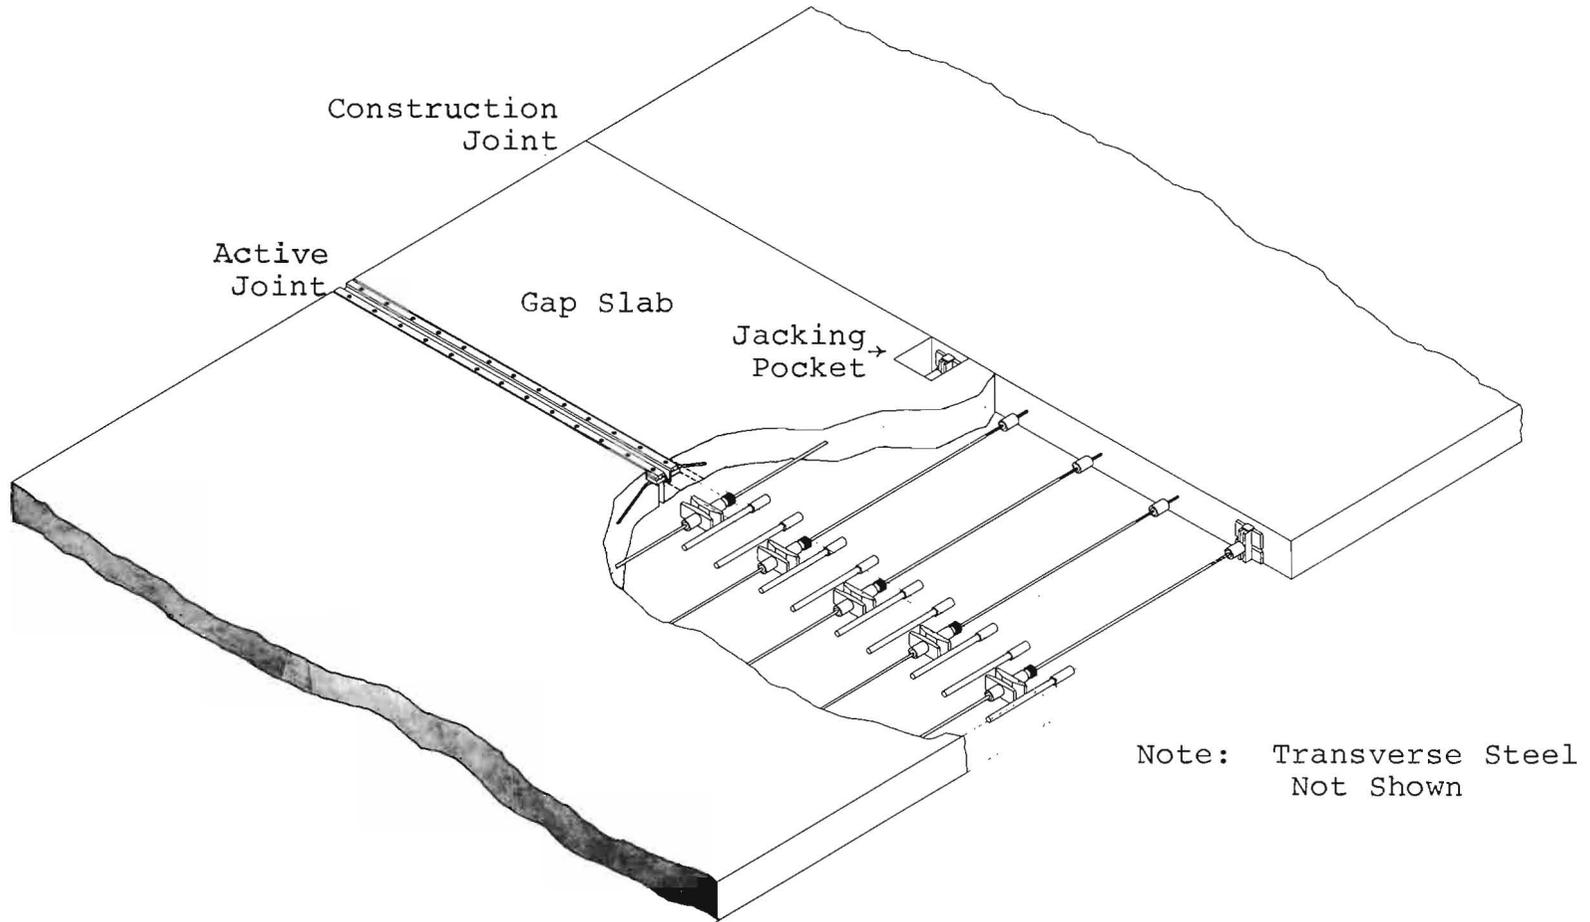 Construction
Joint
Active
Joint
Gap Slab
Jacking
Pocket
Note: Transverse Steel
Not Shown